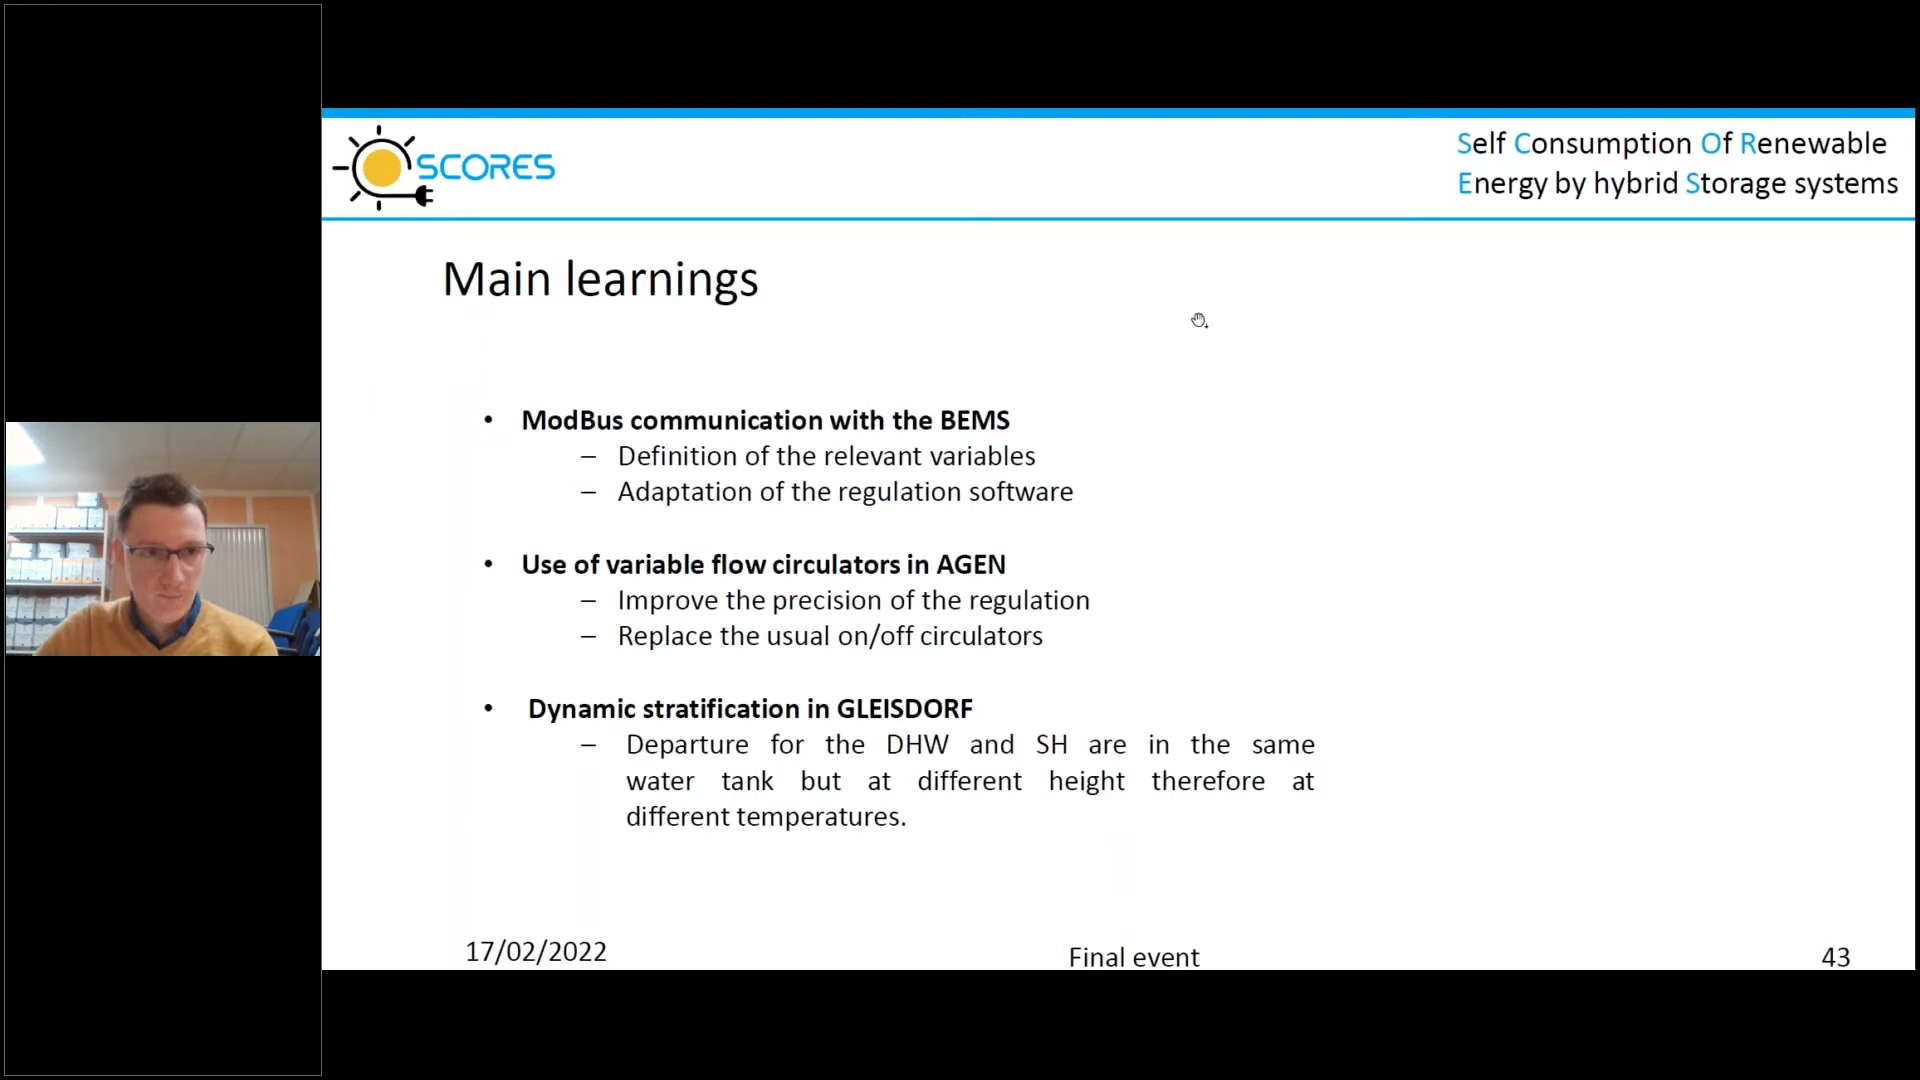 SCORES
Self Consumption Of Renewable
Energy by hybrid Storage systems
Main learnings
• ModBus communication with the BEMS
– Definition of the relevant variables
– Adaptation of the regulation software
• Use of variable flow circulators in AGEN
– Improve the precision of the regulation
– Replace the usual on/off circulators
• Dynamic stratification in GLEISDORF
– Departure for the DHW and SH are in the same
water tank but at different height therefore at
different temperatures.
17/02/2022
Final event
43